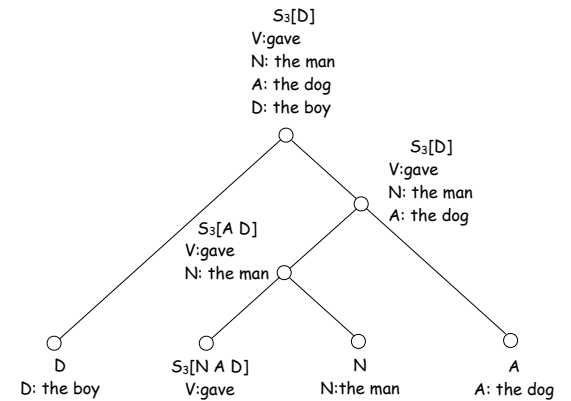 S₃[D]
V:gave
N: the man
A: the dog
D: the boy
S₃[D]
V:gave
N: the man
A: the dog
S₃[A D]
V:gave
N: the man
D
D: the boy
S₃[N A D]
V:gave
N
N:the man
A
A: the dog